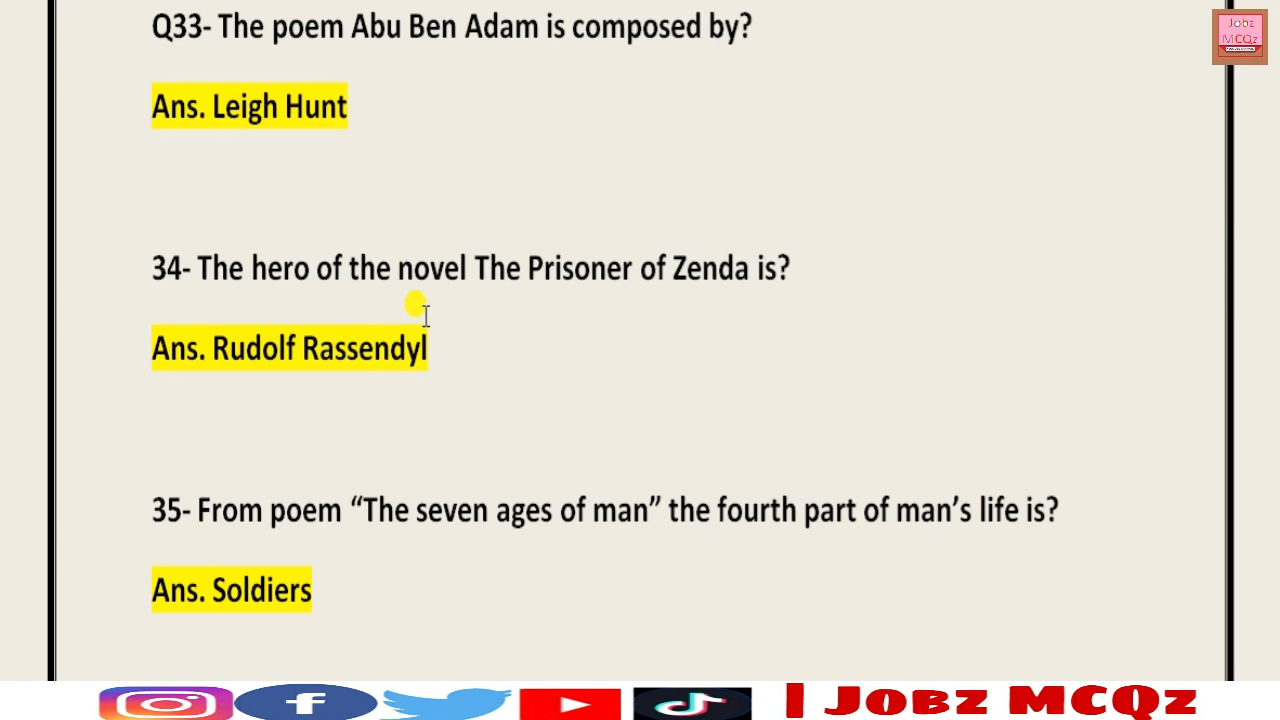 Q33- The poem Abu Ben Adam is composed by?
Jobz
MCQz
Ans. Leigh Hunt
34- The hero of the novel The Prisoner of Zenda is?
Ans. Rudolf Rassendyl
35- From poem “The seven ages of man” the fourth part of man’s life is?
Ans. Soldiers
| Jobz MCQz